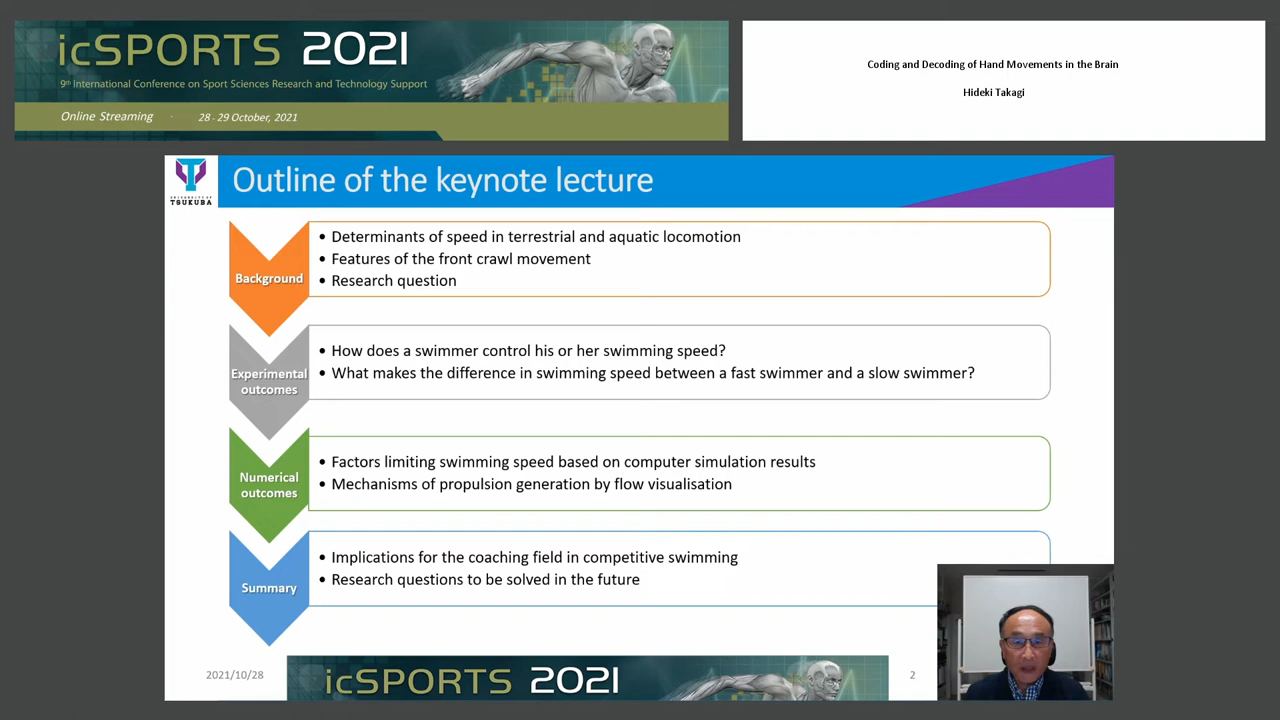 icSPORTS 2021
9th International Conference on Sport Sciences Research and Technology Support
Online Streaming · 28 - 29 October, 2021
Coding and Decoding of Hand Movements in the Brain
Hideki Takagi
UNIVERSITY OF
TSUKUBA
Outline of the keynote lecture
Background
• Determinants of speed in terrestrial and aquatic locomotion
• Features of the front crawl movement
• Research question
Experimental
outcomes
• How does a swimmer control his or her swimming speed?
• What makes the difference in swimming speed between a fast swimmer and a slow swimmer?
Numerical
outcomes
• Factors limiting swimming speed based on computer simulation results
• Mechanisms of propulsion generation by flow visualisation
Summary
• Implications for the coaching field in competitive swimming
• Research questions to be solved in the future
2021/10/28
icSPORTS 2021
2